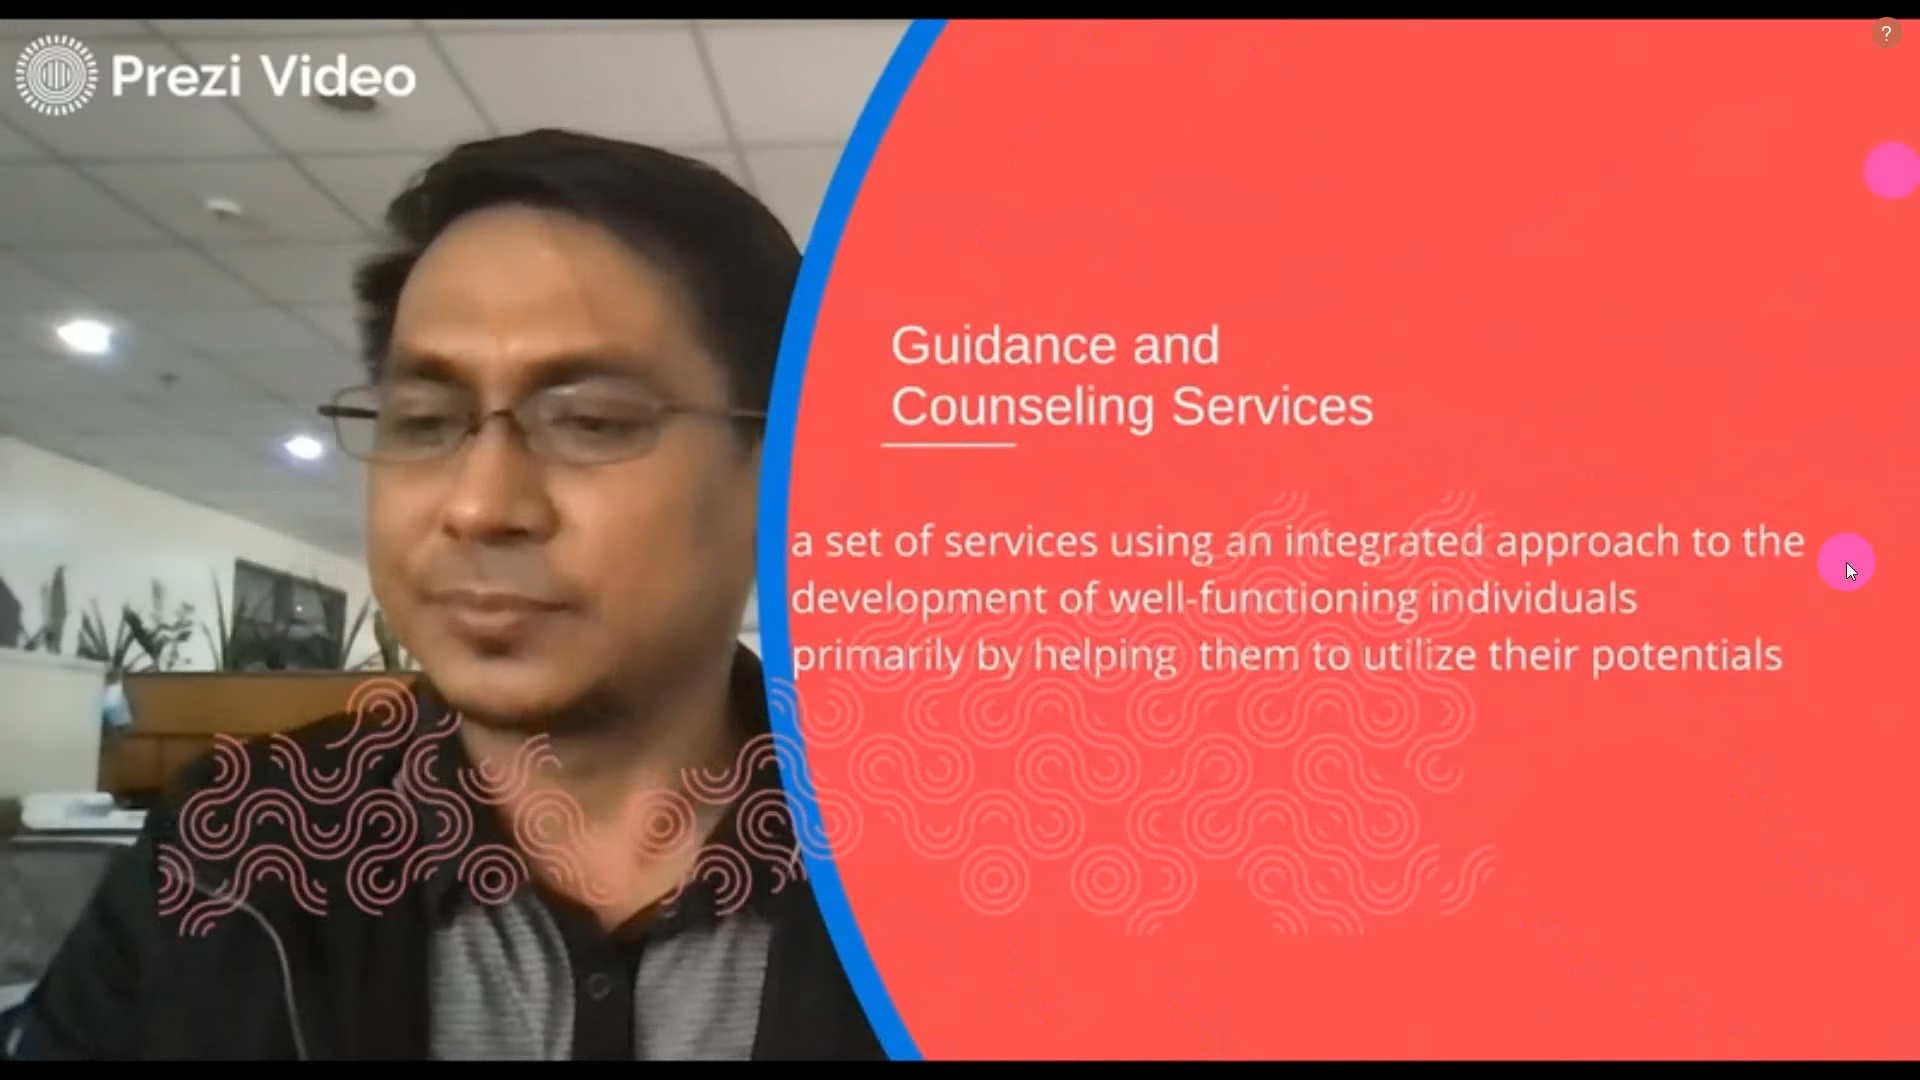 Prezi Video
?
Guidance and
Counseling Services
a set of services using an integrated approach to the
development of well-functioning individuals
primarily by helping  them to utilize their potentials